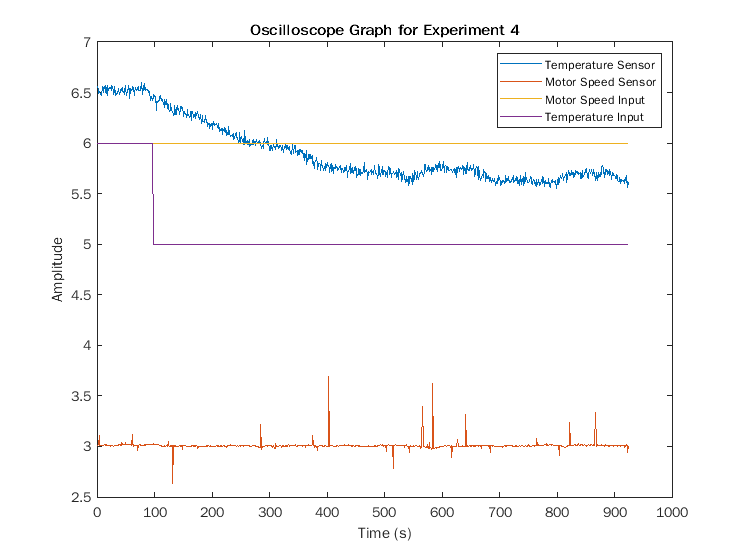 Oscilloscope Graph for Experiment 4
7
6.5
6
5.5
5
4.5
4
3.5
3
2.5
Amplitude
Temperature Sensor
Motor Speed Sensor
Motor Speed Input
Temperature Input
0 100 200 300 400 500 600 700 800 900 1000
Time (s)